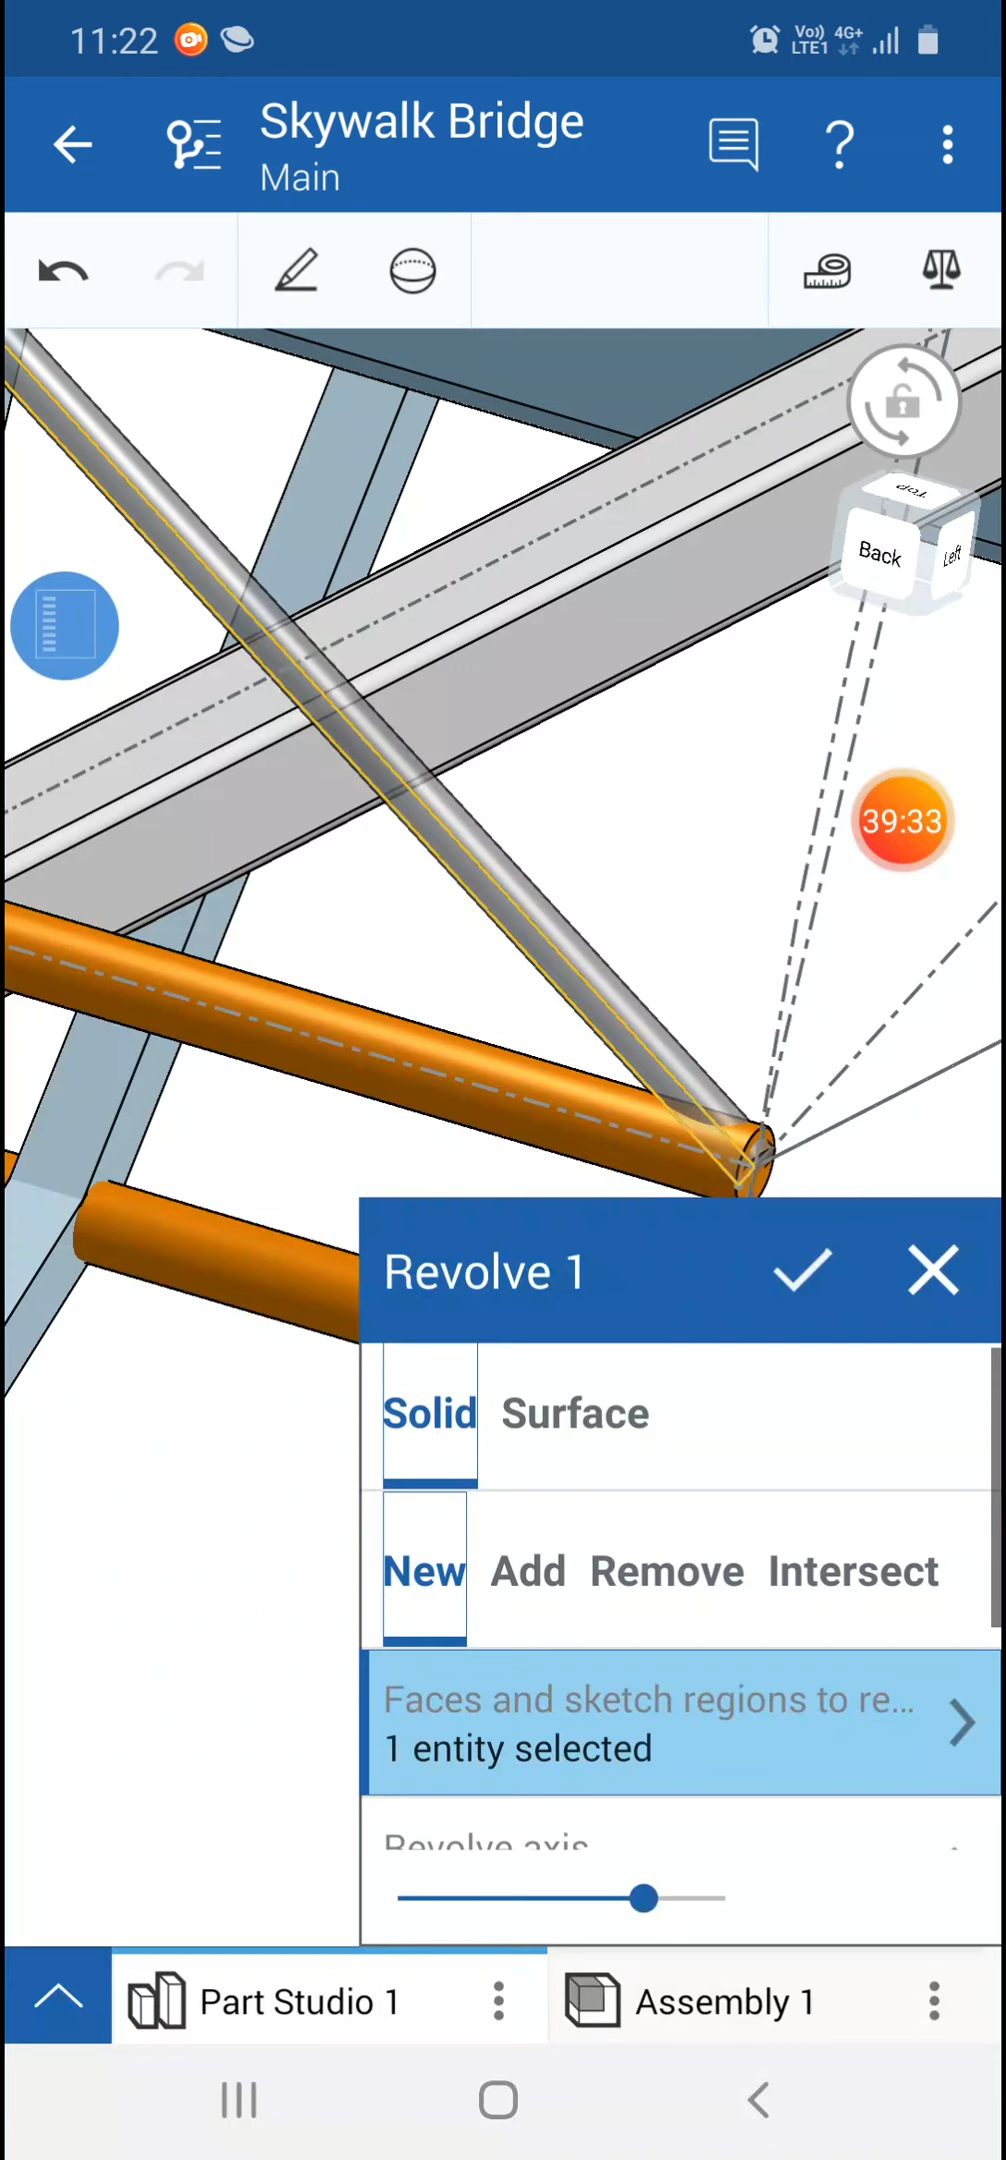 11:22
Vo)) 4G+
LTE1
Skywalk Bridge
Main
Top
Back
Left
39:33
Revolve 1
Solid Surface
New Add Remove Intersect
Faces and sketch regions to re...
1 entity selected
Revolve axis
Part Studio 1
Assembly 1